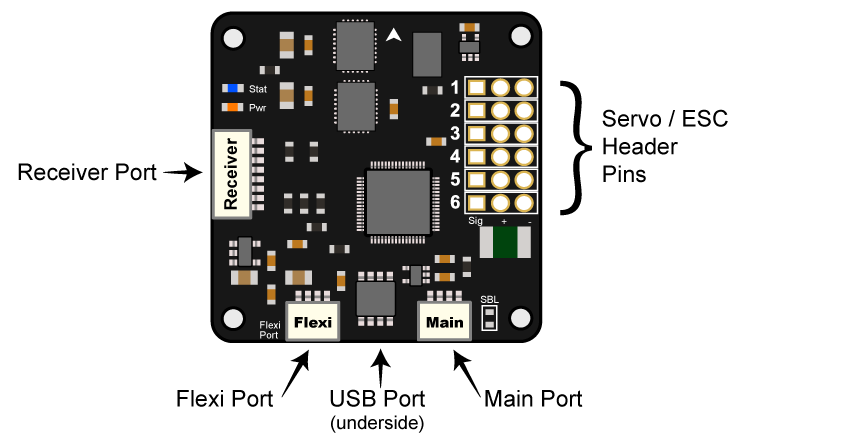 Stat
Pwr
1
2
3
4
5
6
Sig + -
Servo / ESC
Header
Pins
Receiver Port
Receiver
SBL
Flexi
Port
Flexi
Main
Flexi Port
USB Port
(underside)
Main Port